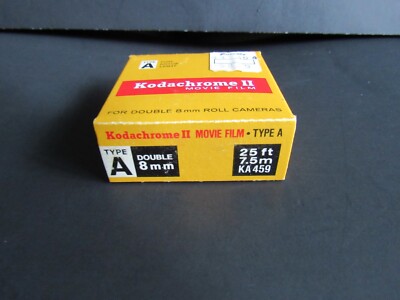 TYPE
A
Kodachrome II
MOVIE FILM
FOR DOUBLE 8mm ROLL CAMERAS
Kodachrome II MOVIE FILM - TYPE A
TYPE
A
DOUBLE
8mm
25 ft
7.5m
KA 459